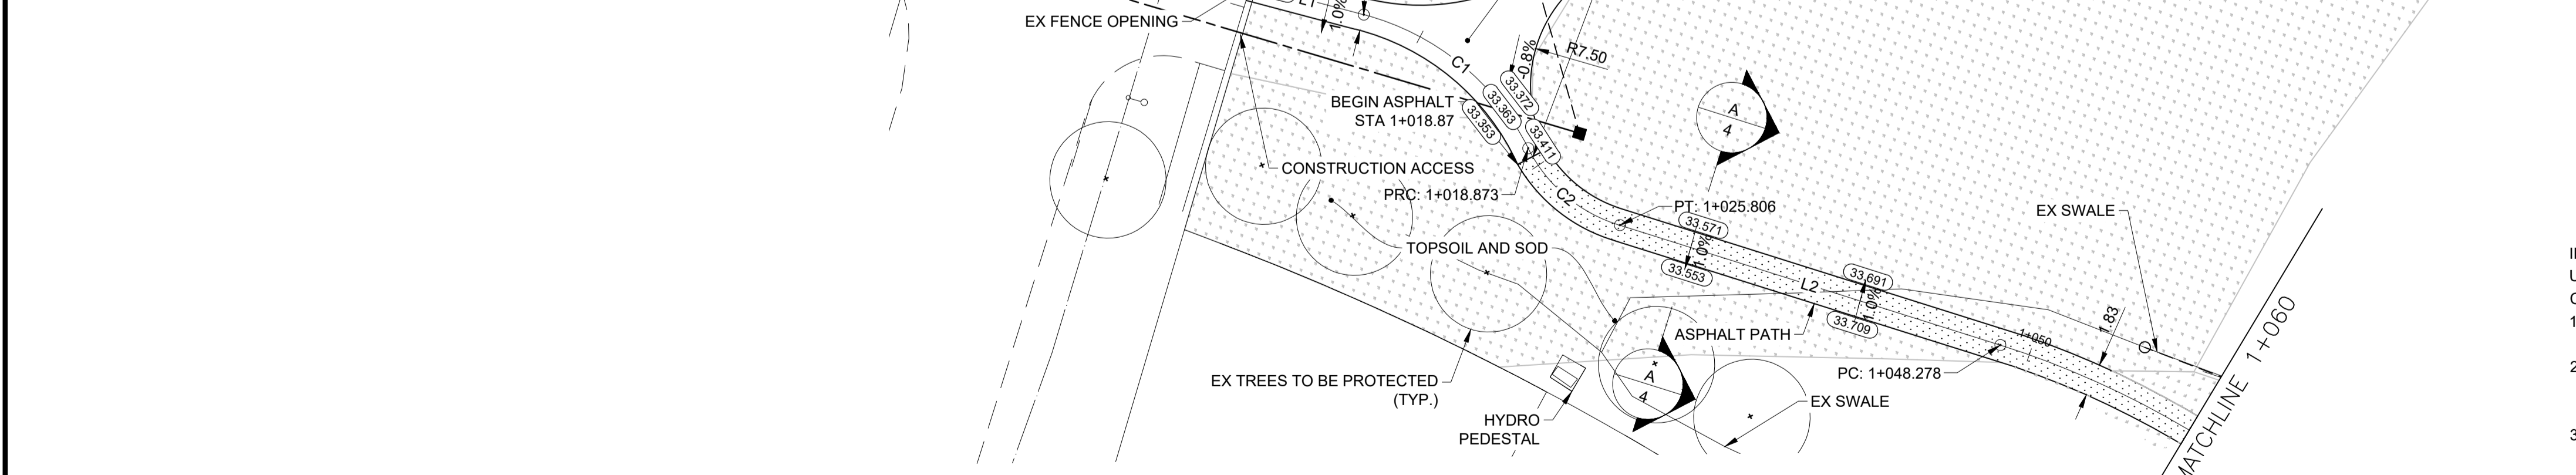 EX FENCE OPENING
L1
1.0%
C1
-0.8%
R7.50
33.372
33.363
33.353
33.411
BEGIN ASPHALT
STA 1+018.87
A
4
CONSTRUCTION ACCESS
PRC: 1+018.873
C2
PT: 1+025.806
EX SWALE
33.571
1.0%
33.553
TOPSOIL AND SOD
33.691
L2
1.0%
33.709
ASPHALT PATH
1+050
1.83
MATCHLINE 1+060
PC: 1+048.278
EX TREES TO BE PROTECTED
(TYP.)
A
4
EX SWALE
HYDRO
PEDESTAL
2
3